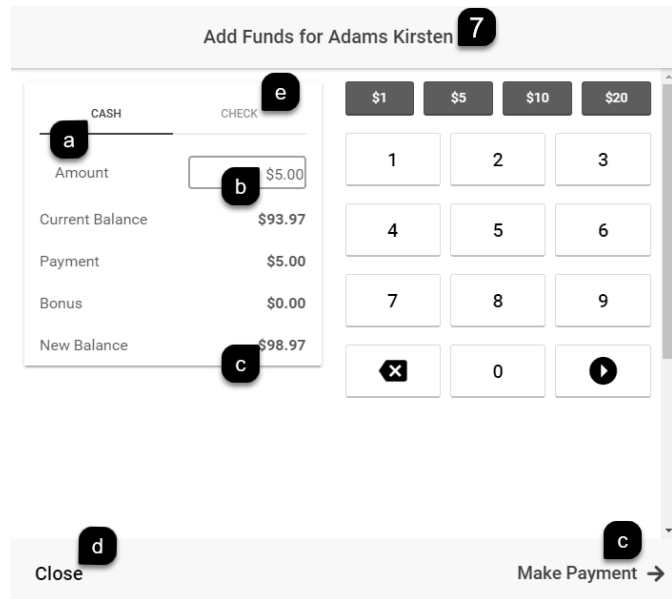 Add Funds for Adams Kirsten 7
e
CASH CHECK
a
Amount $5.00
b
Current Balance $93.97
Payment $5.00
Bonus $0.00
New Balance $98.97
c
$1 $5 $10 $20
1 2 3
4 5 6
7 8 9
0
d
Close
c
Make Payment